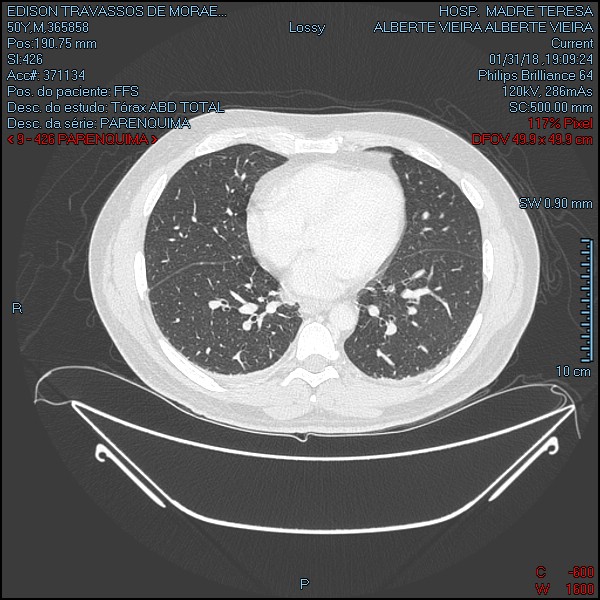 EDISON TRAVASSOS DE MORAE...
50Y,M,365858
Pos:190.75 mm
Sl:426
Acc#: 371134
Pos. do paciente: FFS
Desc. do estudo: Tórax ABD TOTAL
Desc. da série: PARENQUIMA
< 9 - 426 PARENQUIMA >
Lossy
HOSP. MADRE TERESA
ALBERTE VIEIRA ALBERTE VIEIRA
Current
01/31/18 ,19:09:24
Philips Brilliance 64
120kV, 286mAs
SC:500.00 mm
117% Pixel
DFOV 49.9 x 49.9 cm
SW 0.90 mm
R
10 cm
P
C -600
W 1600